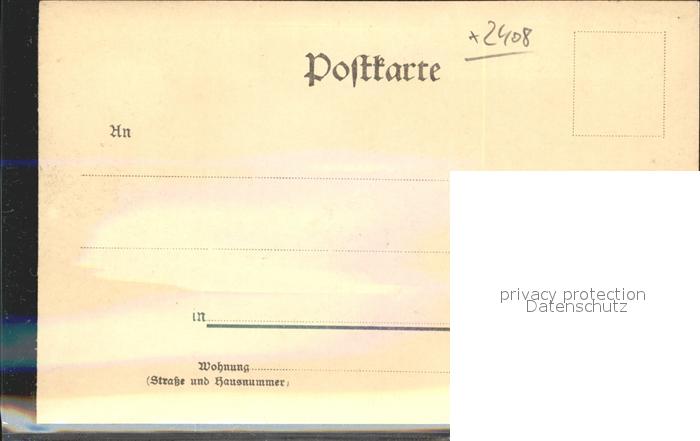 ×2408
Postkarte
An
in
Wohnung
(Straße und Hausnummer)
privacy protection
Datenschutz